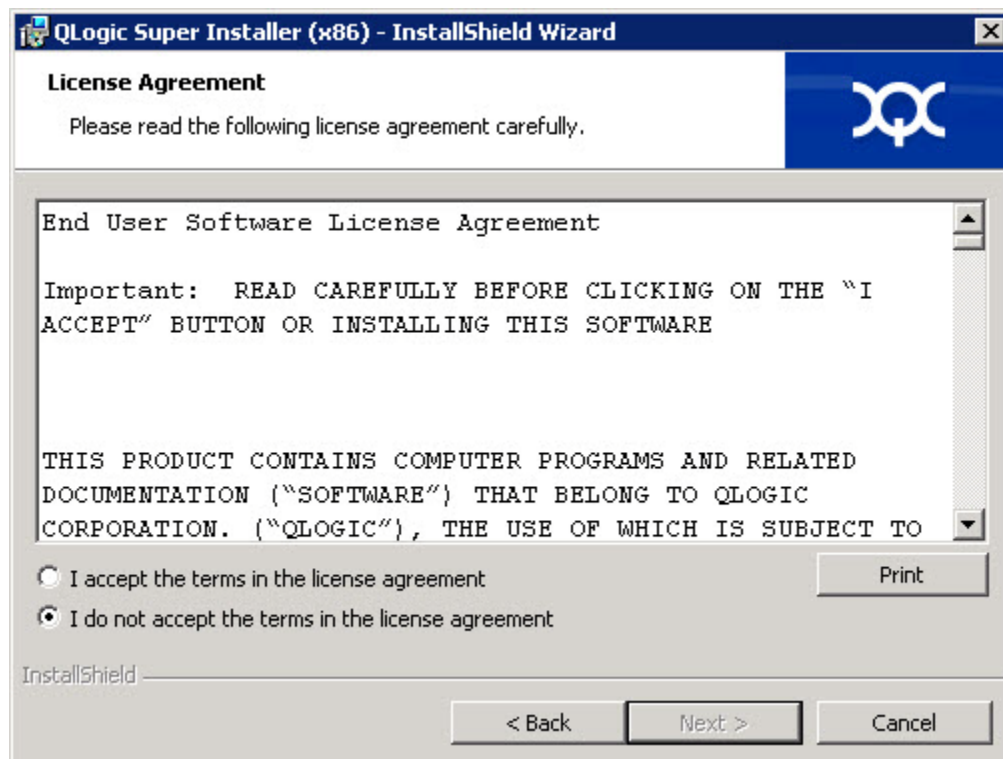 QLogic Super Installer (x86) - InstallShield Wizard
License Agreement
Please read the following license agreement carefully.
End User Software License Agreement
Important:  READ CAREFULLY BEFORE CLICKING ON THE “I
ACCEPT” BUTTON OR INSTALLING THIS SOFTWARE
THIS PRODUCT CONTAINS COMPUTER PROGRAMS AND RELATED
DOCUMENTATION (“SOFTWARE”) THAT BELONG TO QLOGIC
CORPORATION. (“QLOGIC”), THE USE OF WHICH IS SUBJECT TO
I accept the terms in the license agreement
Print
I do not accept the terms in the license agreement
InstallShield
< Back
Next >
Cancel